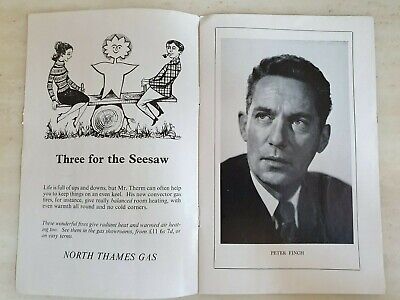 Three for the Seesaw
Life is full of ups and downs, but Mr. Therm can often help
you to keep things on an even keel. His new convector gas
fires, for instance, give really balanced room heating, with
even warmth all round and no cold corners.
These wonderful fires give radiant heat and warmed air heat-
ing too. See them in the gas showrooms, from £11 6s 7d, or
on easy terms.
NORTH THAMES GAS
PETER FINCH